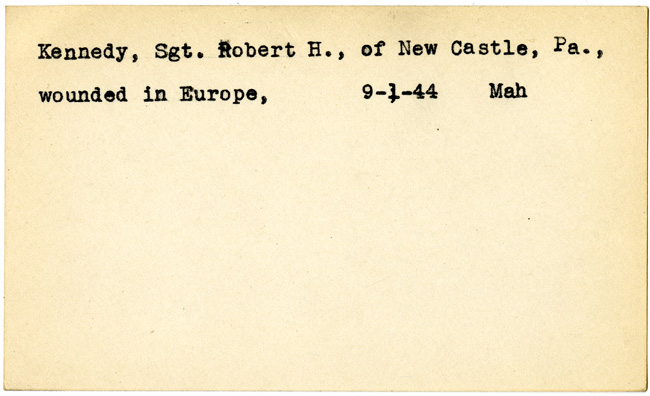 Kennedy, Sgt. Robert H., of New Castle, Pa.,
wounded in Europe, 9-1-44 Mah